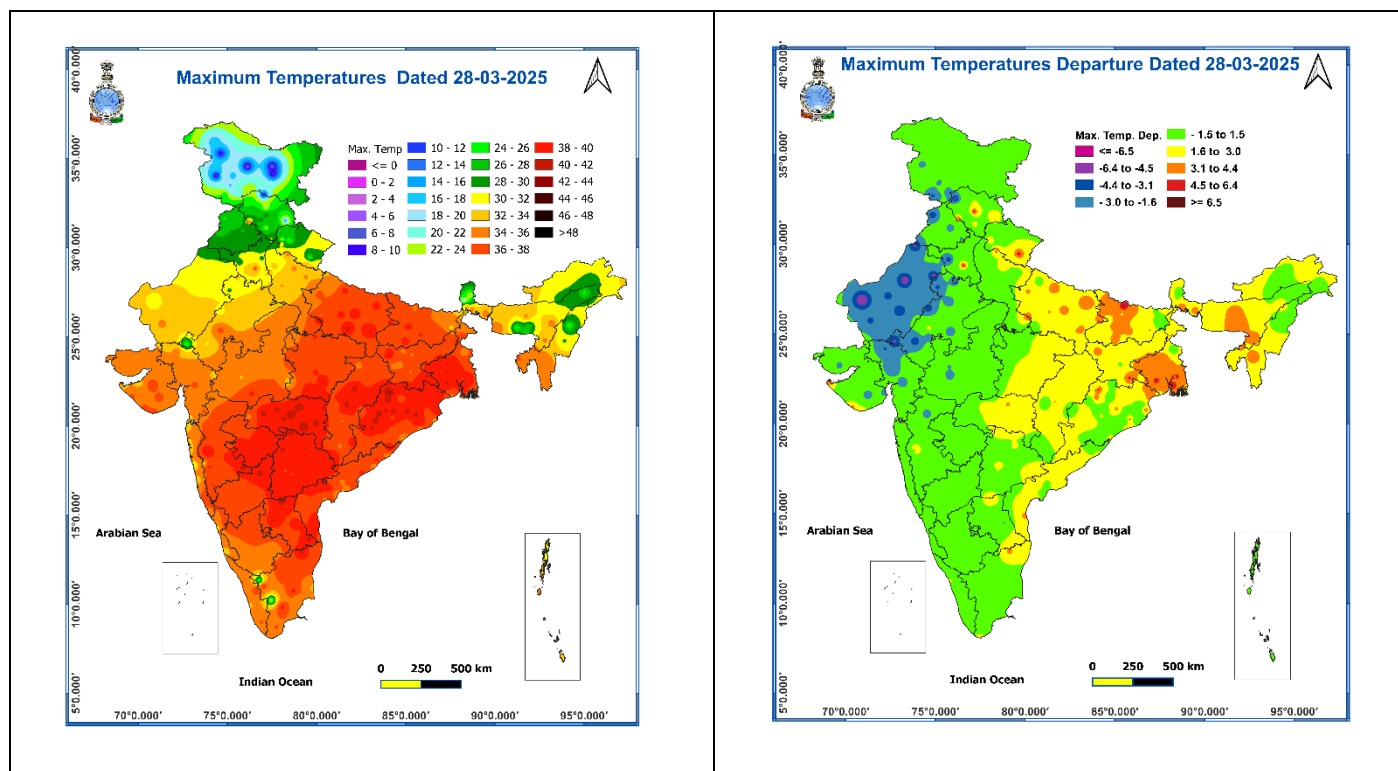 Maximum Temperatures Dated 28-03-2025
40°0.000'
35°0.000'
30°0.000'
25°0.000'
20°0.000'
15°0.000'
10°0.000'
5°0.000'
Max. Temp
<= 0
0 - 2
2 - 4
4 - 6
6 - 8
8 - 10
10 - 12
12 - 14
14 - 16
16 - 18
18 - 20
20 - 22
22 - 24
24 - 26
26 - 28
28 - 30
30 - 32
32 - 34
34 - 36
36 - 38
38 - 40
40 - 42
42 - 44
44 - 46
46 - 48
>48
Arabian Sea
Bay of Bengal
Indian Ocean
0 250 500 km
70°0.000' 75°0.000' 80°0.000' 85°0.000' 90°0.000' 95°0.000'
Maximum Temperatures Departure Dated 28-03-2025
40°0.000'
35°0.000'
30°0.000'
25°0.000'
20°0.000'
15°0.000'
10°0.000'
5°0.000'
Max. Temp. Dep.
<= -6.5
-6.4 to -4.5
-4.4 to -3.1
- 3.0 to -1.6
- 1.5 to 1.5
1.6 to 3.0
3.1 to 4.4
4.5 to 6.4
>= 6.5
Arabian Sea
Bay of Bengal
Indian Ocean
0 250 500 km
70°0.000' 75°0.000' 80°0.000' 85°0.000' 90°0.000' 95°0.000'